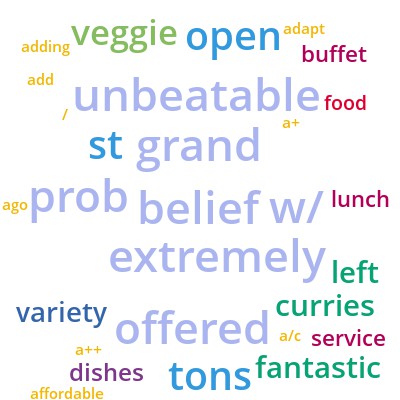 veggie open adapt
adding buffet
add unbeatable food
/ a+
st grand
ago prob belief w/ lunch
extremely left
variety offered curries
a/c service
a++ dishes tons fantastic
affordable